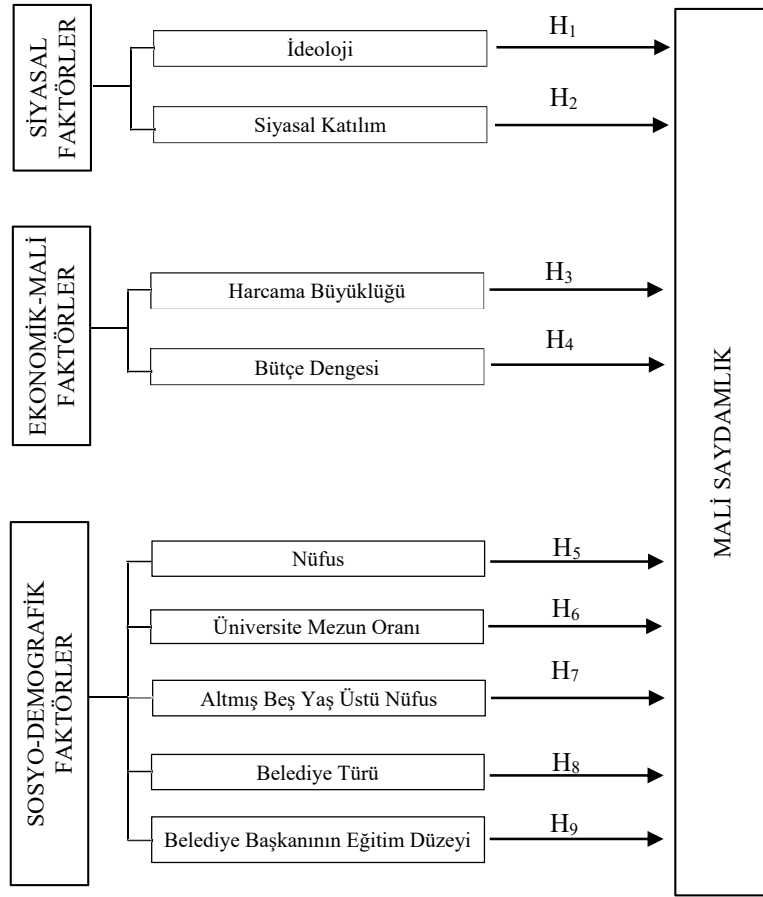 SİYASAL
FAKTÖRLER
İdeoloji
H₁
Siyasal Katılım
H₂
EKONOMİK-MALİ
FAKTÖRLER
Harcama Büyüklüğü
H₃
Bütçe Dengesi
H₄
SOSYO-DEMOGRAFİK
FAKTÖRLER
Nüfus
H₅
Üniversite Mezun Oranı
H₆
Altmış Beş Yaş Üstü Nüfus
H₇
Belediye Türü
H₈
Belediye Başkanının Eğitim Düzeyi
H₉
MALİ SAYDAMLIK